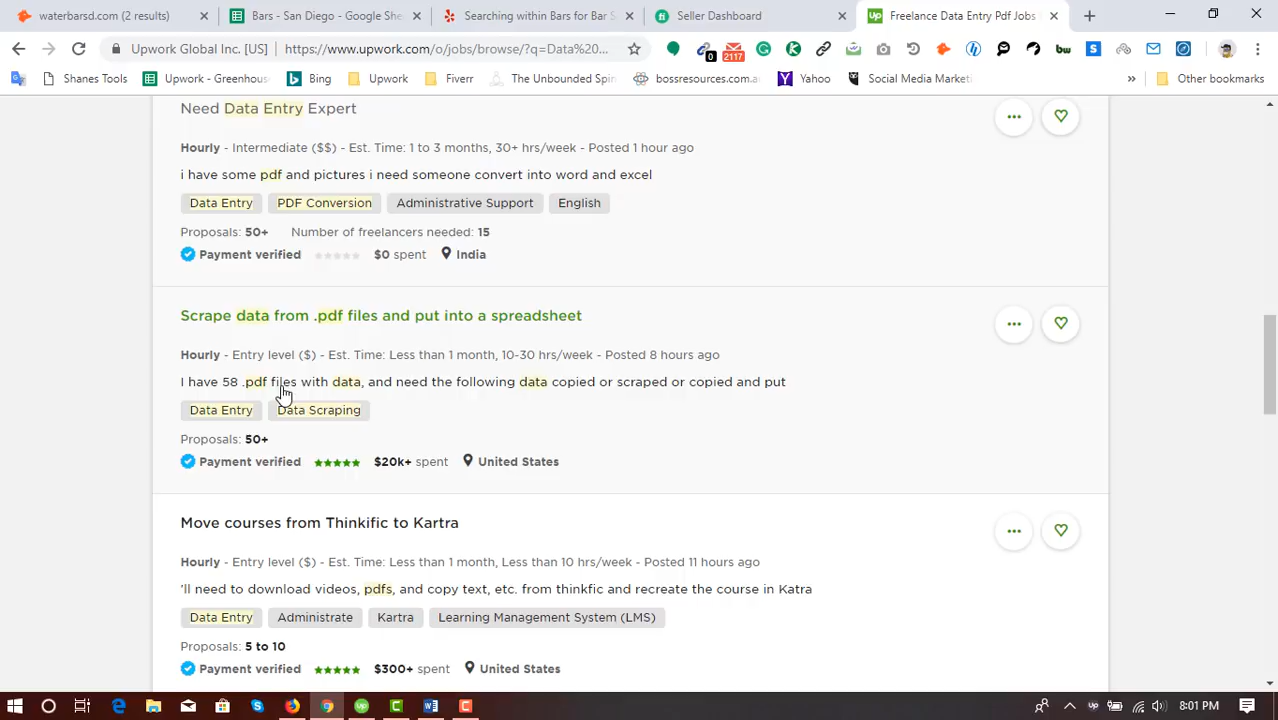 waterbarsd.com (2 results)
Bars - San Diego - Google She
Searching within Bars for Bar S
Seller Dashboard
Freelance Data Entry Pdf Jobs
Upwork Global Inc. [US]
https://www.upwork.com/o/jobs/browse/?q=Data%20...
2117
Shanes Tools
Upwork - Greenhous
Bing
Upwork
Fiverr
The Unbounded Spir
bossresources.com.a
Yahoo
Social Media Market
»
Other bookmarks
Need Data Entry Expert
Hourly - Intermediate ($$) - Est. Time: 1 to 3 months, 30+ hrs/week - Posted 1 hour ago
i have some pdf and pictures i need someone convert into word and excel
Data Entry
PDF Conversion
Administrative Support
English
Proposals: 50+
Number of freelancers needed: 15
Payment verified
$0 spent
India
Scrape data from .pdf files and put into a spreadsheet
Hourly - Entry level ($) - Est. Time: Less than 1 month, 10-30 hrs/week - Posted 8 hours ago
I have 58 .pdf files with data, and need the following data copied or scraped or copied and put
Data Entry
Data Scraping
Proposals: 50+
Payment verified
$20k+ spent
United States
Move courses from Thinkific to Kartra
Hourly - Entry level ($) - Est. Time: Less than 1 month, Less than 10 hrs/week - Posted 11 hours ago
'll need to download videos, pdfs, and copy text, etc. from thinkfic and recreate the course in Katra
Data Entry
Administrate
Kartra
Learning Management System (LMS)
Proposals: 5 to 10
Payment verified
$300+ spent
United States
8:01 PM